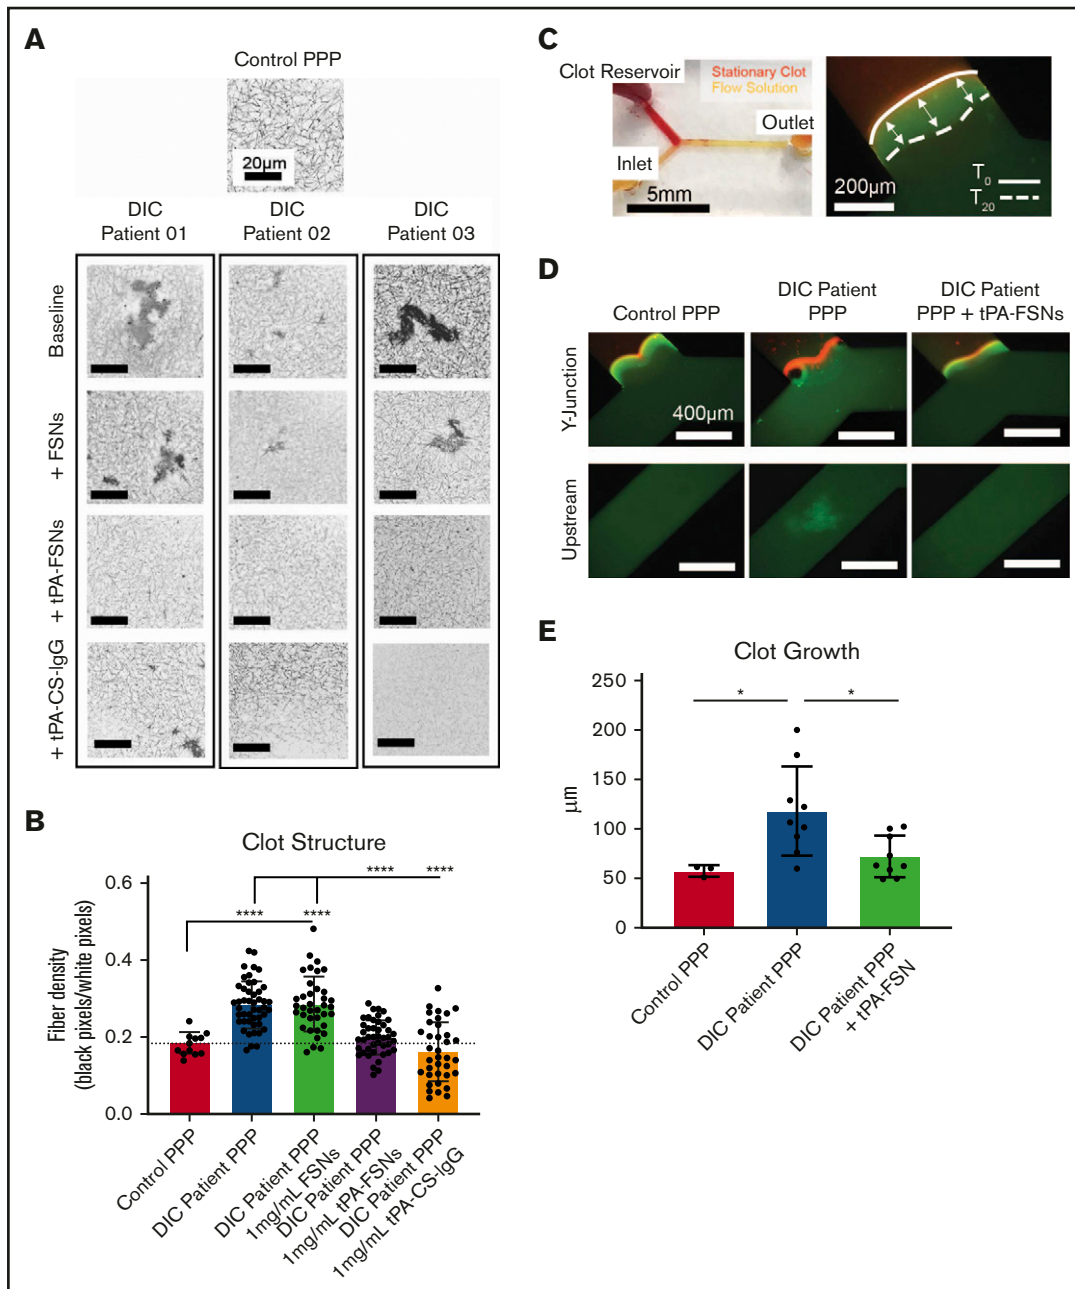 A
Control PPP
20µm
DIC
Patient 01
DIC
Patient 02
DIC
Patient 03
Baseline
+ FSNs
+ tPA-FSNs
+ tPA-CS-IgG
B
Clot Structure
Fiber density
(black pixels/white pixels)
0.6
0.4
0.2
0.0
****
****
****
****
Control PPP
DIC Patient PPP
DIC Patient PPP
1mg/mL FSNs
DIC Patient PPP
1mg/mL tPA-FSNs
DIC Patient PPP
1mg/mL tPA-CS-IgG
C
Clot Reservoir
Stationary Clot
Flow Solution
Outlet
Inlet
5mm
200µm
T0
T20
D
Control PPP
DIC Patient
PPP
DIC Patient
PPP + tPA-FSNs
Y-Junction
400µm
Upstream
E
Clot Growth
µm
250
200
150
100
50
0
*
*
Control PPP
DIC Patient PPP
DIC Patient PPP
+ tPA-FSN